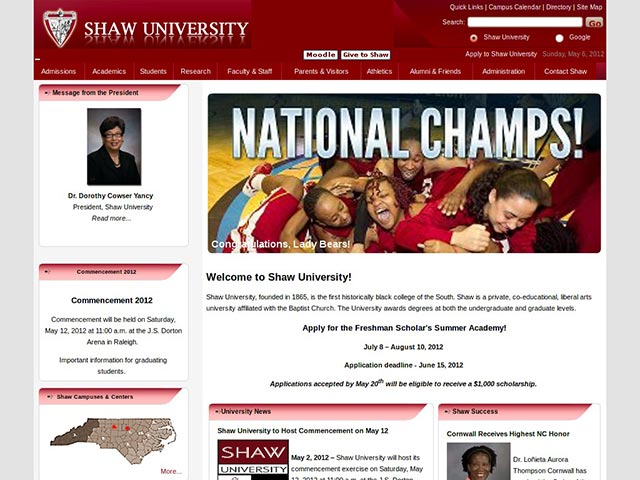 Quick Links | Campus Calendar | Directory | Site Map
SHAW UNIVERSITY
Search:
Go
Shaw University
Google
Moodle
Give to Shaw
Apply to Shaw University
Sunday, May 6, 2012
Admissions
Academics
Students
Research
Faculty & Staff
Parents & Visitors
Athletics
Alumni & Friends
Administration
Contact Shaw
Message from the President
Dr. Dorothy Cowser Yancy
President, Shaw University
Read more...
NATIONAL CHAMPS!
Congratulations, Lady Bears!
Commencement 2012
Commencement 2012
Commencement will be held on Saturday,
May 12, 2012 at 11:00 a.m. at the J.S. Dorton
Arena in Raleigh.
Important information for graduating
students.
Shaw Campuses & Centers
More...
Welcome to Shaw University!
Shaw University, founded in 1865, is the first historically black college of the South. Shaw is a private, co-educational, liberal arts
university affiliated with the Baptist Church. The University awards degrees at both the undergraduate and graduate levels.
Apply for the Freshman Scholar's Summer Academy!
July 8 – August 10, 2012
Application deadline - June 15, 2012
Applications accepted by May 20th will be eligible to receive a $1,000 scholarship.
University News
Shaw University to Host Commencement on May 12
SHAW
UNIVERSITY
May 2, 2012 – Shaw University will host its
commencement exercise on Saturday, May
12, 2012 at 11:00 a.m. at the J.S. Dorton
Shaw Success
Cornwall Receives Highest NC Honor
Dr. Loñieta Aurora
Thompson Cornwall has